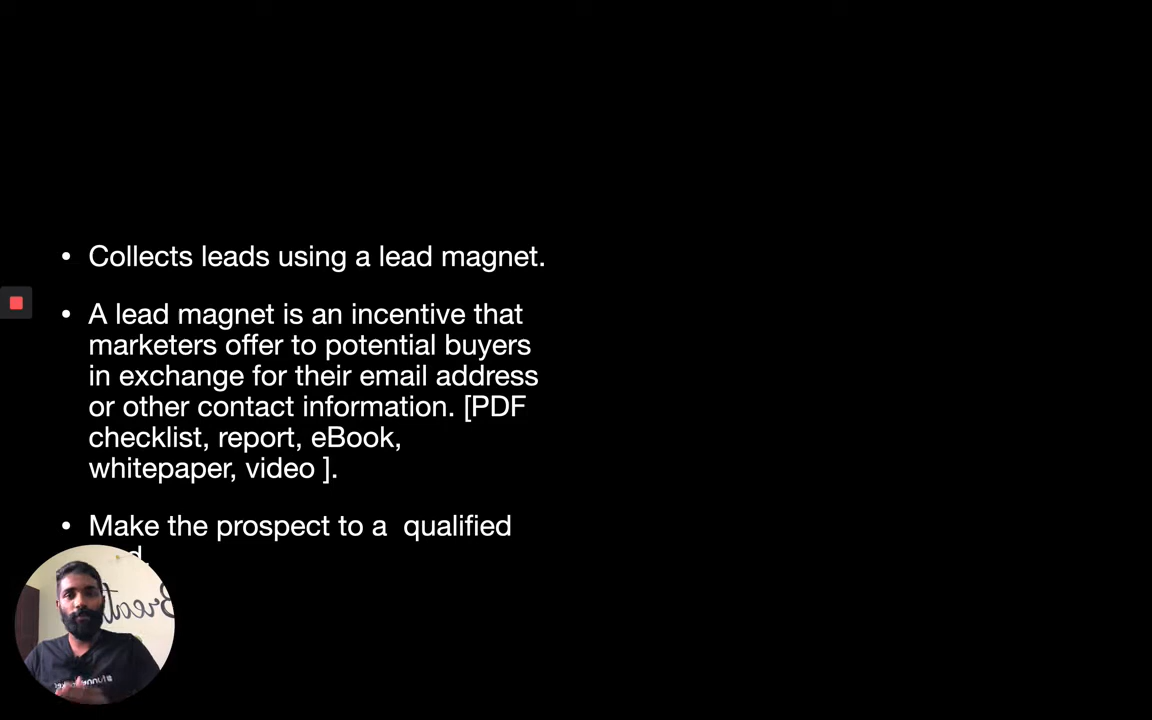 • Collects leads using a lead magnet.
• A lead magnet is an incentive that
marketers offer to potential buyers
in exchange for their email address
or other contact information. [PDF
checklist, report, eBook,
whitepaper, video ].
• Make the prospect to a  qualified